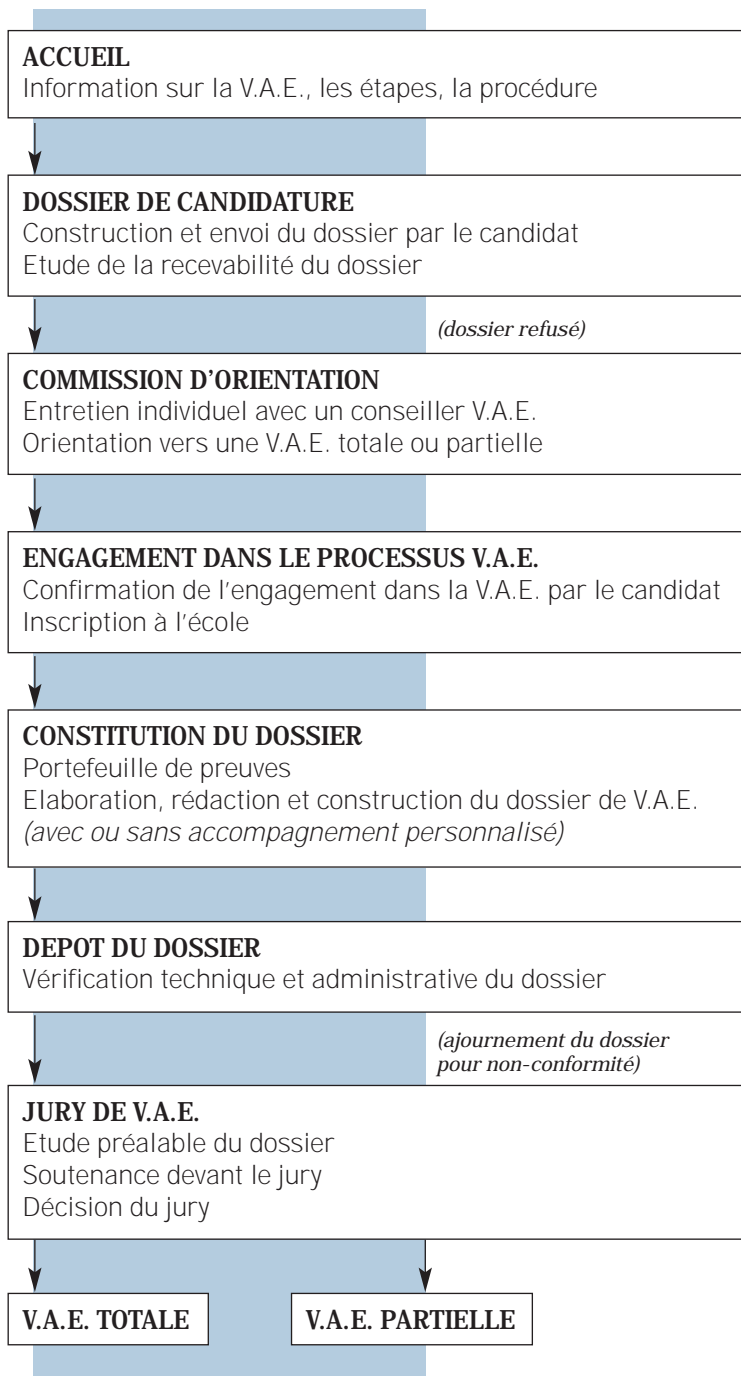 ACCUEIL
Information sur la V.A.E., les étapes, la procédure
DOSSIER DE CANDIDATURE
Construction et envoi du dossier par le candidat
Etude de la recevabilité du dossier
(dossier refusé)
COMMISSION D'ORIENTATION
Entretien individuel avec un conseiller V.A.E.
Orientation vers une V.A.E. totale ou partielle
ENGAGEMENT DANS LE PROCESSUS V.A.E.
Confirmation de l'engagement dans la V.A.E. par le candidat
Inscription à l'école
CONSTITUTION DU DOSSIER
Portefeuille de preuves
Elaboration, rédaction et construction du dossier de V.A.E.
(avec ou sans accompagnement personnalisé)
DEPOT DU DOSSIER
Vérification technique et administrative du dossier
(ajournement du dossier
pour non-conformité)
JURY DE V.A.E.
Etude préalable du dossier
Soutenance devant le jury
Décision du jury
V.A.E. TOTALE
V.A.E. PARTIELLE